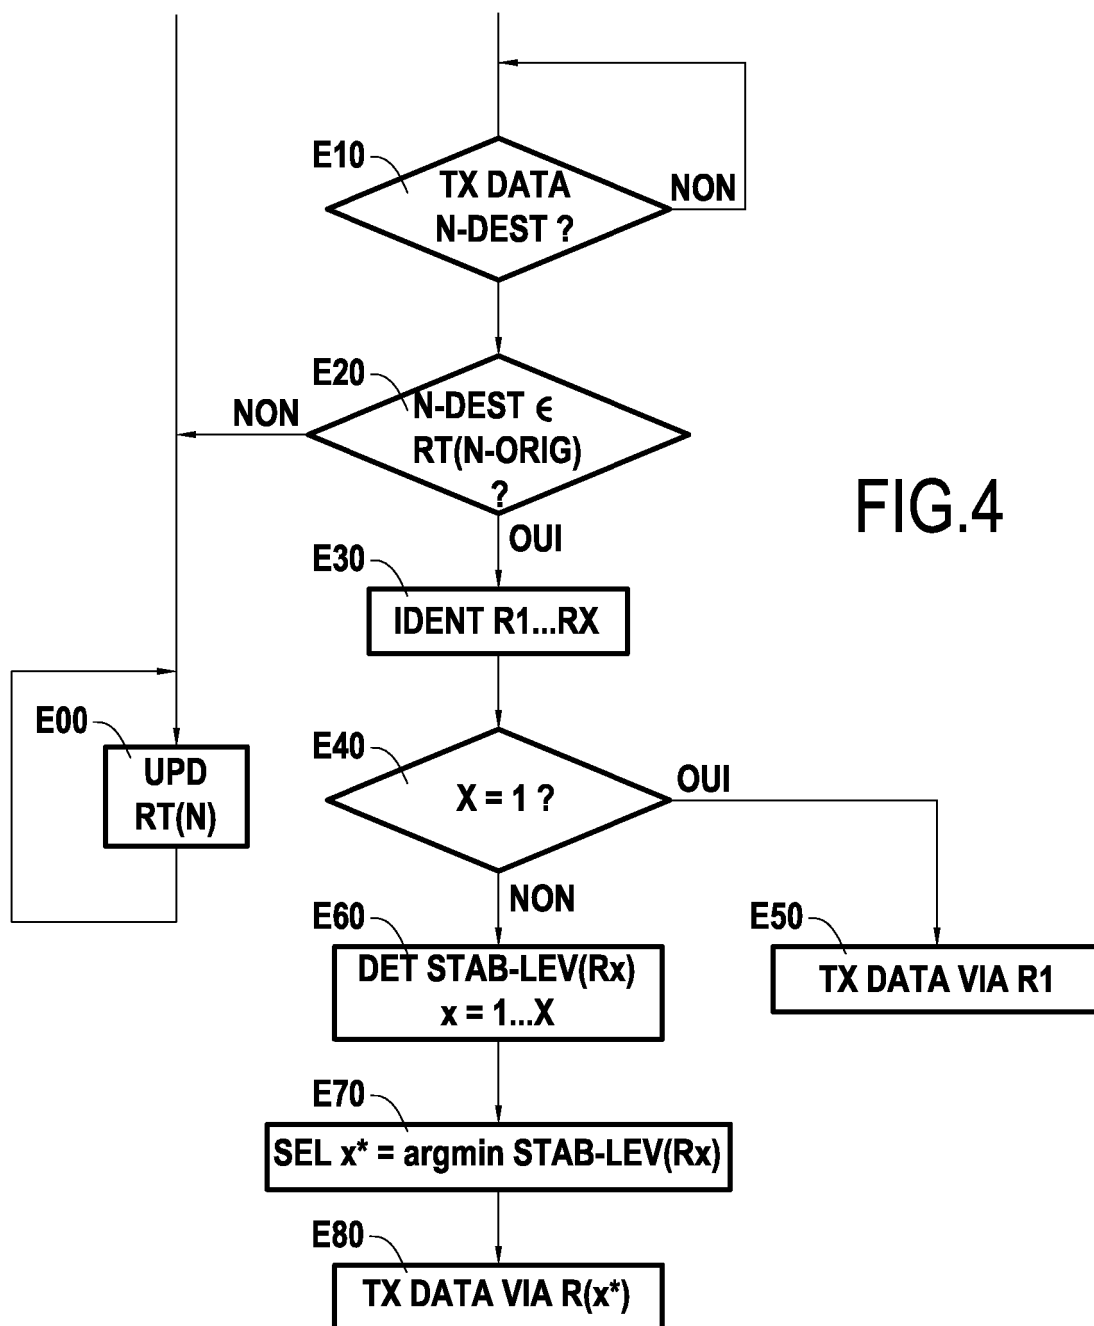 E10
TX DATA
N-DEST ?
NON
E20
N-DEST ϵ
RT(N-ORIG)
?
NON
OUI
FIG.4
E30
IDENT R1...RX
E00
UPD
RT(N)
E40
X = 1 ?
OUI
NON
E50
TX DATA VIA R1
E60
DET STAB-LEV(Rx)
x = 1...X
E70
SEL x* = argmin STAB-LEV(Rx)
E80
TX DATA VIA R(x*)